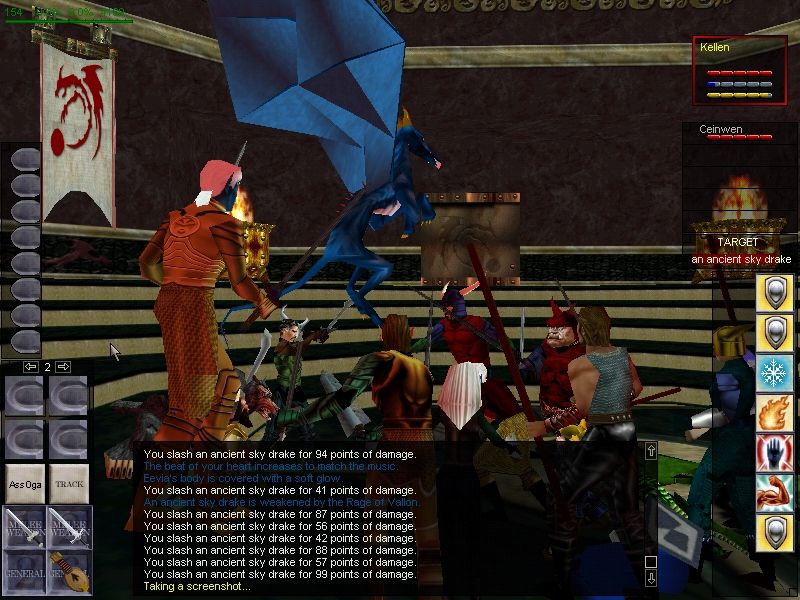 Kellen
Ceinwen
TARGET
an ancient sky drake
2
AssOga
TRACK
MELEE
WEAPON
MELEE
WEAPON
GENERAL
You slash an ancient sky drake for 94 points of damage.
The beat of your heart increases to match the music.
Eevia's body is covered with a soft glow.
You slash an ancient sky drake for 41 points of damage.
An ancient sky drake is weakened by the Rage of Vallon.
You slash an ancient sky drake for 87 points of damage.
You slash an ancient sky drake for 56 points of damage.
You slash an ancient sky drake for 42 points of damage.
You slash an ancient sky drake for 88 points of damage.
You slash an ancient sky drake for 57 points of damage.
You slash an ancient sky drake for 99 points of damage.
Taking a screenshot...